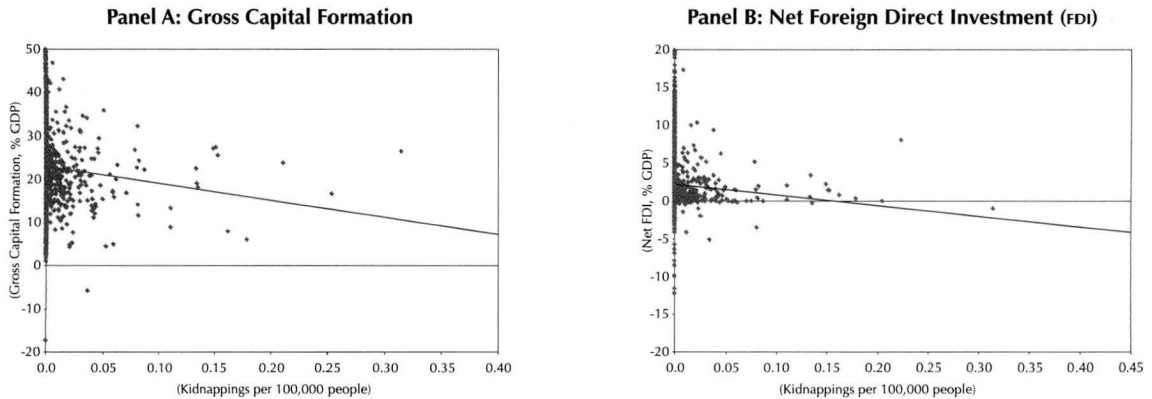 Panel A: Gross Capital Formation
(Gross Capital Formation, % GDP)
50
40
30
20
10
0
-10
-20
0.0 0.05 0.10 0.15 0.20 0.25 0.30 0.35 0.40
(Kidnappings per 100,000 people)
Panel B: Net Foreign Direct Investment (FDI)
(Net FDI, % GDP)
20
15
10
5
0
-5
-10
-15
-20
0.0 0.05 0.10 0.15 0.20 0.25 0.30 0.35 0.40 0.45
(Kidnappings per 100,000 people)